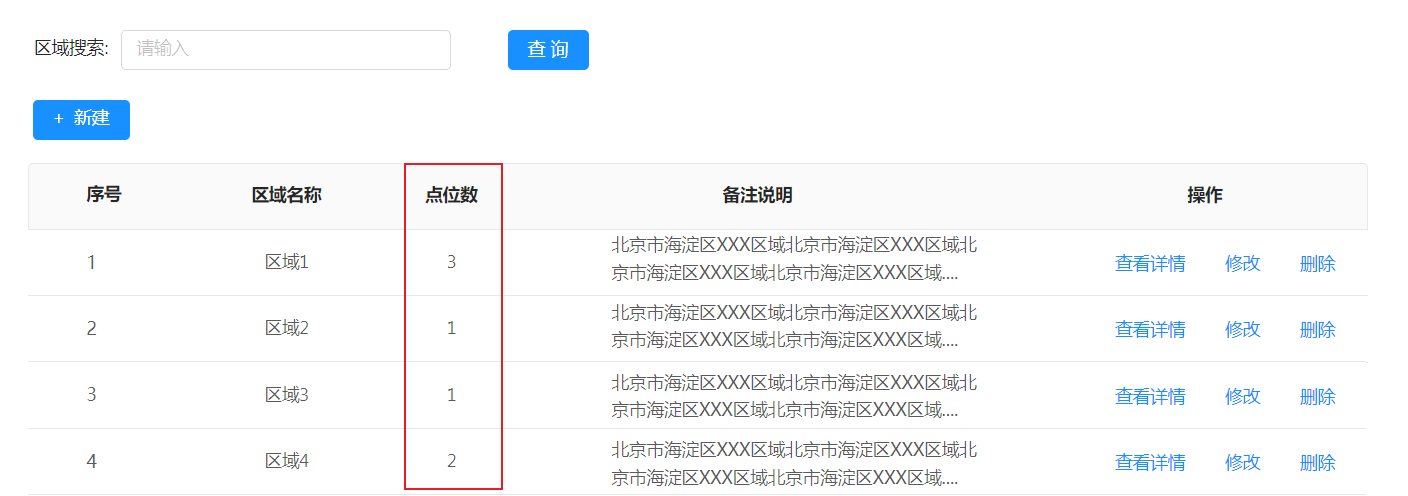 区域搜索: 请输入 查 询
+ 新建
序号 区域名称 点位数 备注说明 操作
1 区域1 3 北京市海淀区XXX区域北京市海淀区XXX区域北
京市海淀区XXX区域北京市海淀区XXX区域.... 查看详情 修改 删除
2 区域2 1 北京市海淀区XXX区域北京市海淀区XXX区域北
京市海淀区XXX区域北京市海淀区XXX区域.... 查看详情 修改 删除
3 区域3 1 北京市海淀区XXX区域北京市海淀区XXX区域北
京市海淀区XXX区域北京市海淀区XXX区域.... 查看详情 修改 删除
4 区域4 2 北京市海淀区XXX区域北京市海淀区XXX区域北
京市海淀区XXX区域北京市海淀区XXX区域.... 查看详情 修改 删除